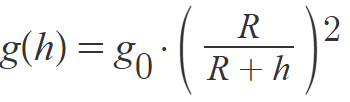 g(h) = g₀ · ( R / (R + h) )²